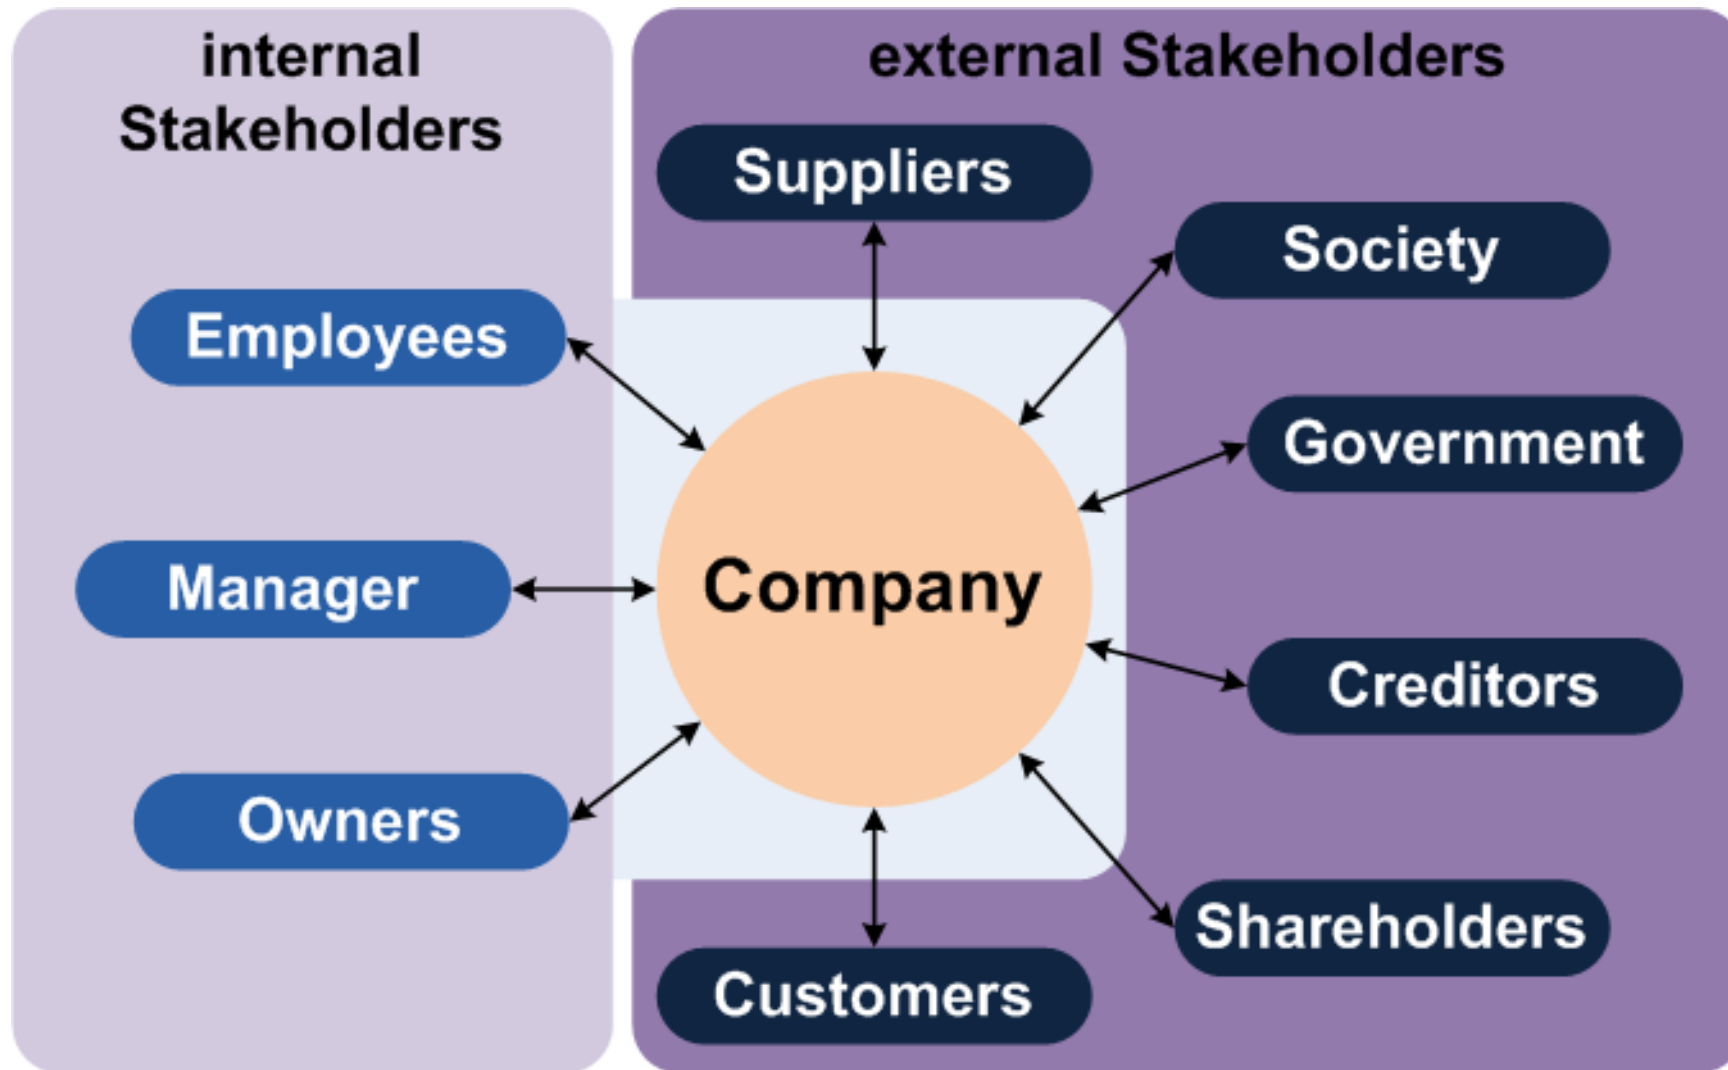 internal
Stakeholders
Employees
Manager
Owners
Company
external Stakeholders
Suppliers
Society
Government
Creditors
Shareholders
Customers